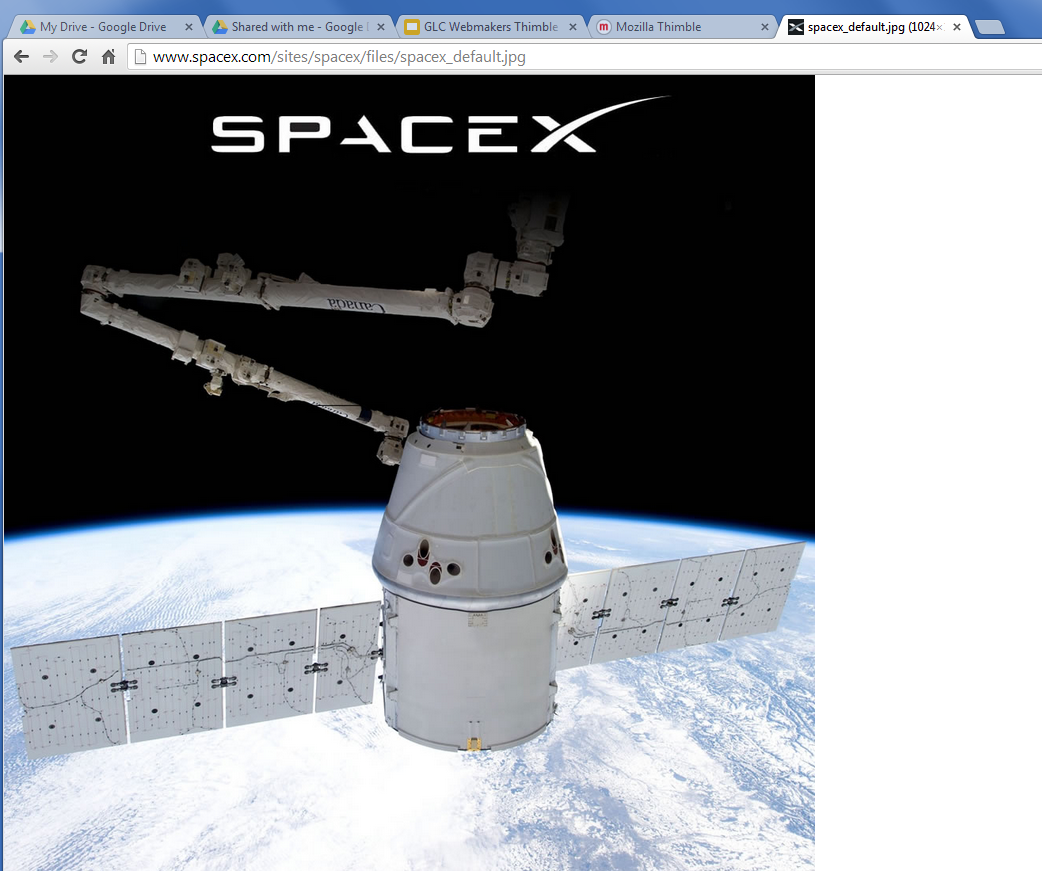 My Drive - Google Drive
Shared with me - Google
GLC Webmakers Thimble
Mozilla Thimble
spacex_default.jpg (1024×
www.spacex.com/sites/spacex/files/spacex_default.jpg
SPACEX
Canada